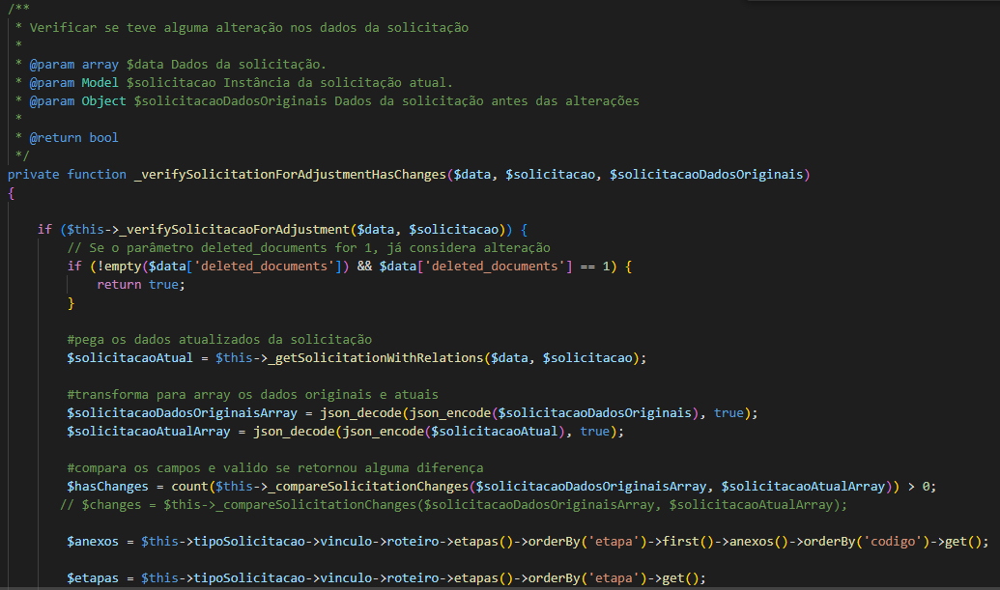 /**
* Verificar se teve alguma alteração nos dados da solicitação
*
* @param array $data Dados da solicitação.
* @param Model $solicitacao Instância da solicitação atual.
* @param Object $solicitacaoDadosOriginais Dados da solicitação antes das alterações
*
* @return bool
*/
private function _verifySolicitationForAdjustmentHasChanges($data, $solicitacao, $solicitacaoDadosOriginais)
{
if ($this->_verifySolicitacaoForAdjustment($data, $solicitacao)) {
// Se o parâmetro deleted_documents for 1, já considera alteração
if (!empty($data['deleted_documents']) && $data['deleted_documents'] == 1) {
return true;
}
#pega os dados atualizados da solicitação
$solicitacaoAtual = $this->_getSolicitationWithRelations($data, $solicitacao);
#transforma para array os dados originais e atuais
$solicitacaoDadosOriginaisArray = json_decode(json_encode($solicitacaoDadosOriginais), true);
$solicitacaoAtualArray = json_decode(json_encode($solicitacaoAtual), true);
#compara os campos e valido se retornou alguma diferença
$hasChanges = count($this->_compareSolicitationChanges($solicitacaoDadosOriginaisArray, $solicitacaoAtualArray)) > 0;
// $changes = $this->_compareSolicitationChanges($solicitacaoDadosOriginaisArray, $solicitacaoAtualArray);
$anexos = $this->tipoSolicitacao->vinculo->roteiro->etapas()->orderBy('etapa')->first()->anexos()->orderBy('codigo')->get();
$etapas = $this->tipoSolicitacao->vinculo->roteiro->etapas()->orderBy('etapa')->get();